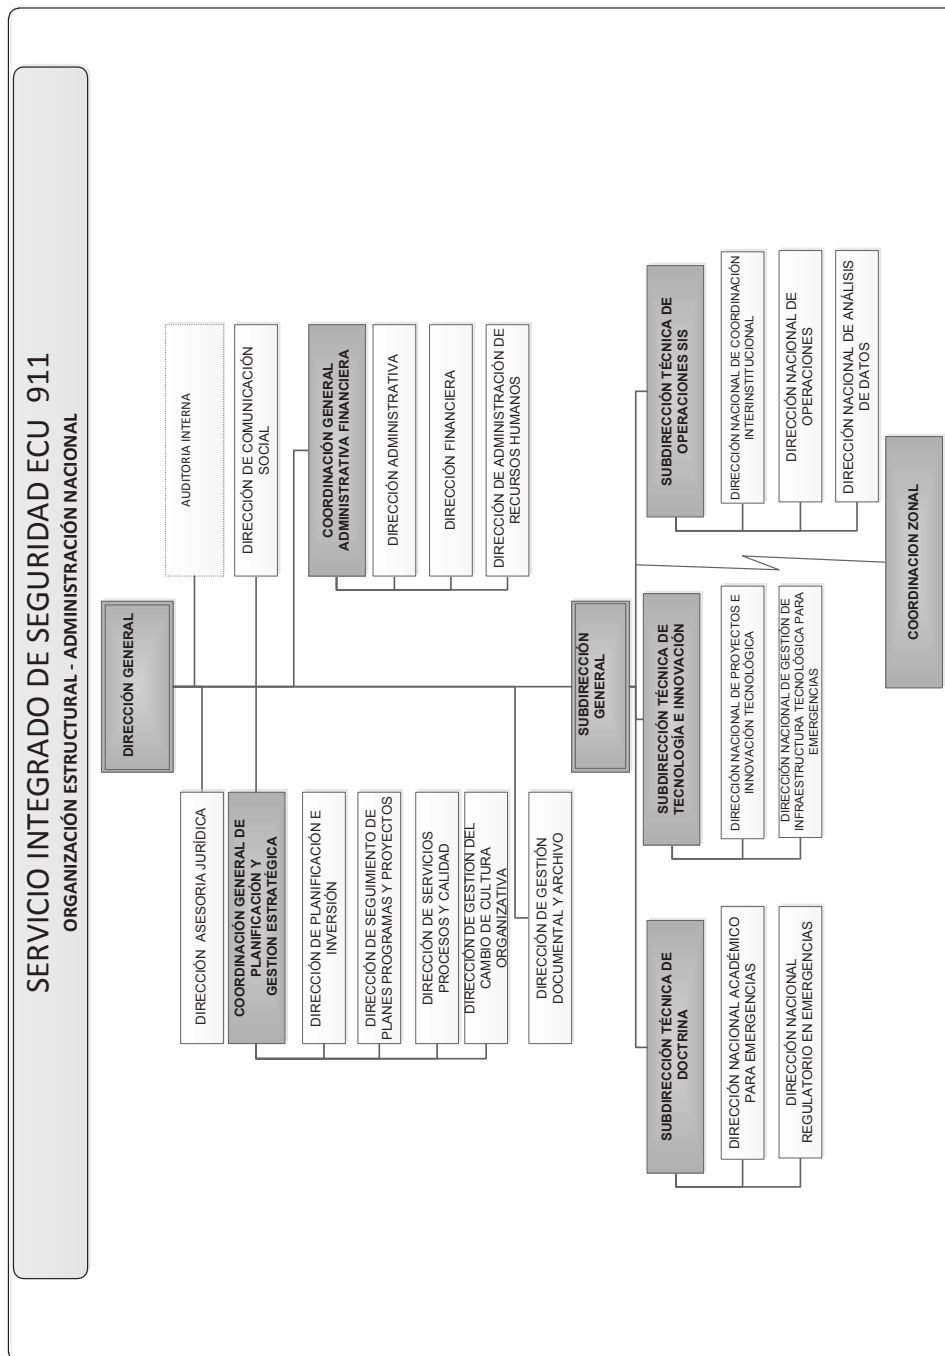 SERVICIO INTEGRADO DE SEGURIDAD ECU 911
ORGANIZACIÓN ESTRUCTURAL - ADMINISTRACIÓN NACIONAL
DIRECCIÓN GENERAL
AUDITORIA INTERNA
DIRECCIÓN ASESORIA JURÍDICA
DIRECCIÓN DE COMUNICACIÓN
SOCIAL
COORDINACIÓN GENERAL DE
PLANIFICACIÓN Y
GESTION ESTRATÉGICA
DIRECCIÓN DE PLANIFICACIÓN E
INVERSIÓN
DIRECCIÓN DE SEGUIMIENTO DE
PLANES PROGRAMAS Y PROYECTOS
DIRECCIÓN DE SERVICIOS
PROCESOS Y CALIDAD
DIRECCIÓN DE GESTION DEL
CAMBIO DE CULTURA
ORGANIZATIVA
COORDINACIÓN GENERAL
ADMINISTRATIVA FINANCIERA
DIRECCIÓN ADMINISTRATIVA
DIRECCIÓN FINANCIERA
DIRECCIÓN DE ADMINISTRACIÓN DE
RECURSOS HUMANOS
DIRECCIÓN DE GESTIÓN
DOCUMENTAL Y ARCHIVO
SUBDIRECCIÓN
GENERAL
SUBDIRECCIÓN TÉCNICA DE
DOCTRINA
DIRECCIÓN NACIONAL ACADÉMICO
PARA EMERGENCIAS
DIRECCIÓN NACIONAL
REGULATORIO EN EMERGENCIAS
SUBDIRECCIÓN TÉCNICA DE
TECNOLOGÍA E INNOVACIÓN
DIRECCIÓN NACIONAL DE PROYECTOS E
INNOVACIÓN TECNOLÓGICA
DIRECCIÓN NACIONAL DE GESTIÓN DE
INFRAESTRUCTURA TECNOLÓGICA PARA
EMERGENCIAS
SUBDIRECCIÓN TÉCNICA DE
OPERACIONES SIS
DIRECCIÓN NACIONAL DE COORDINACIÓN
INTERINSTITUCIONAL
DIRECCIÓN NACIONAL DE
OPERACIONES
DIRECCIÓN NACIONAL DE ANÁLISIS
DE DATOS
COORDINACION ZONAL